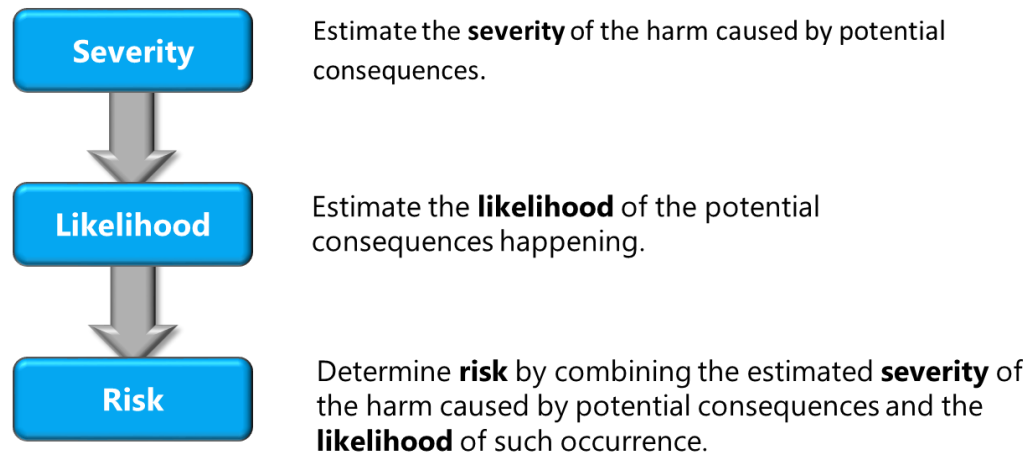 Severity
Estimate the severity of the harm caused by potential
consequences.
Likelihood
Estimate the likelihood of the potential
consequences happening.
Risk
Determine risk by combining the estimated severity of
the harm caused by potential consequences and the
likelihood of such occurrence.